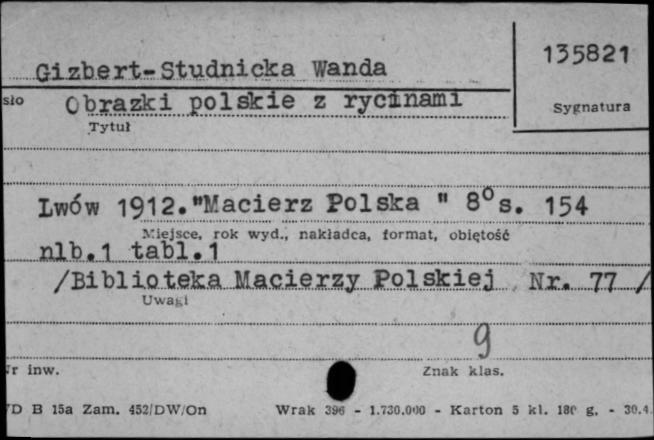 Gizbert-Studnicka Wanda
135821
sło Obrazki polskie z rycinami
Sygnatura
Tytuł
Lwów 1912."Macierz Polska " 8⁰s. 154
Miejsce, rok wyd., nakładca, format, objętość
nlb.1 tabl.1
/Biblioteka Macierzy Polskiej Nr. 77 /
Uwagi
9
r inw.
Znak klas.
D B 15a Zam. 452/DW/On Wrak 396 - 1.730.000 - Karton 5 kl. 180 g. - 30.4.